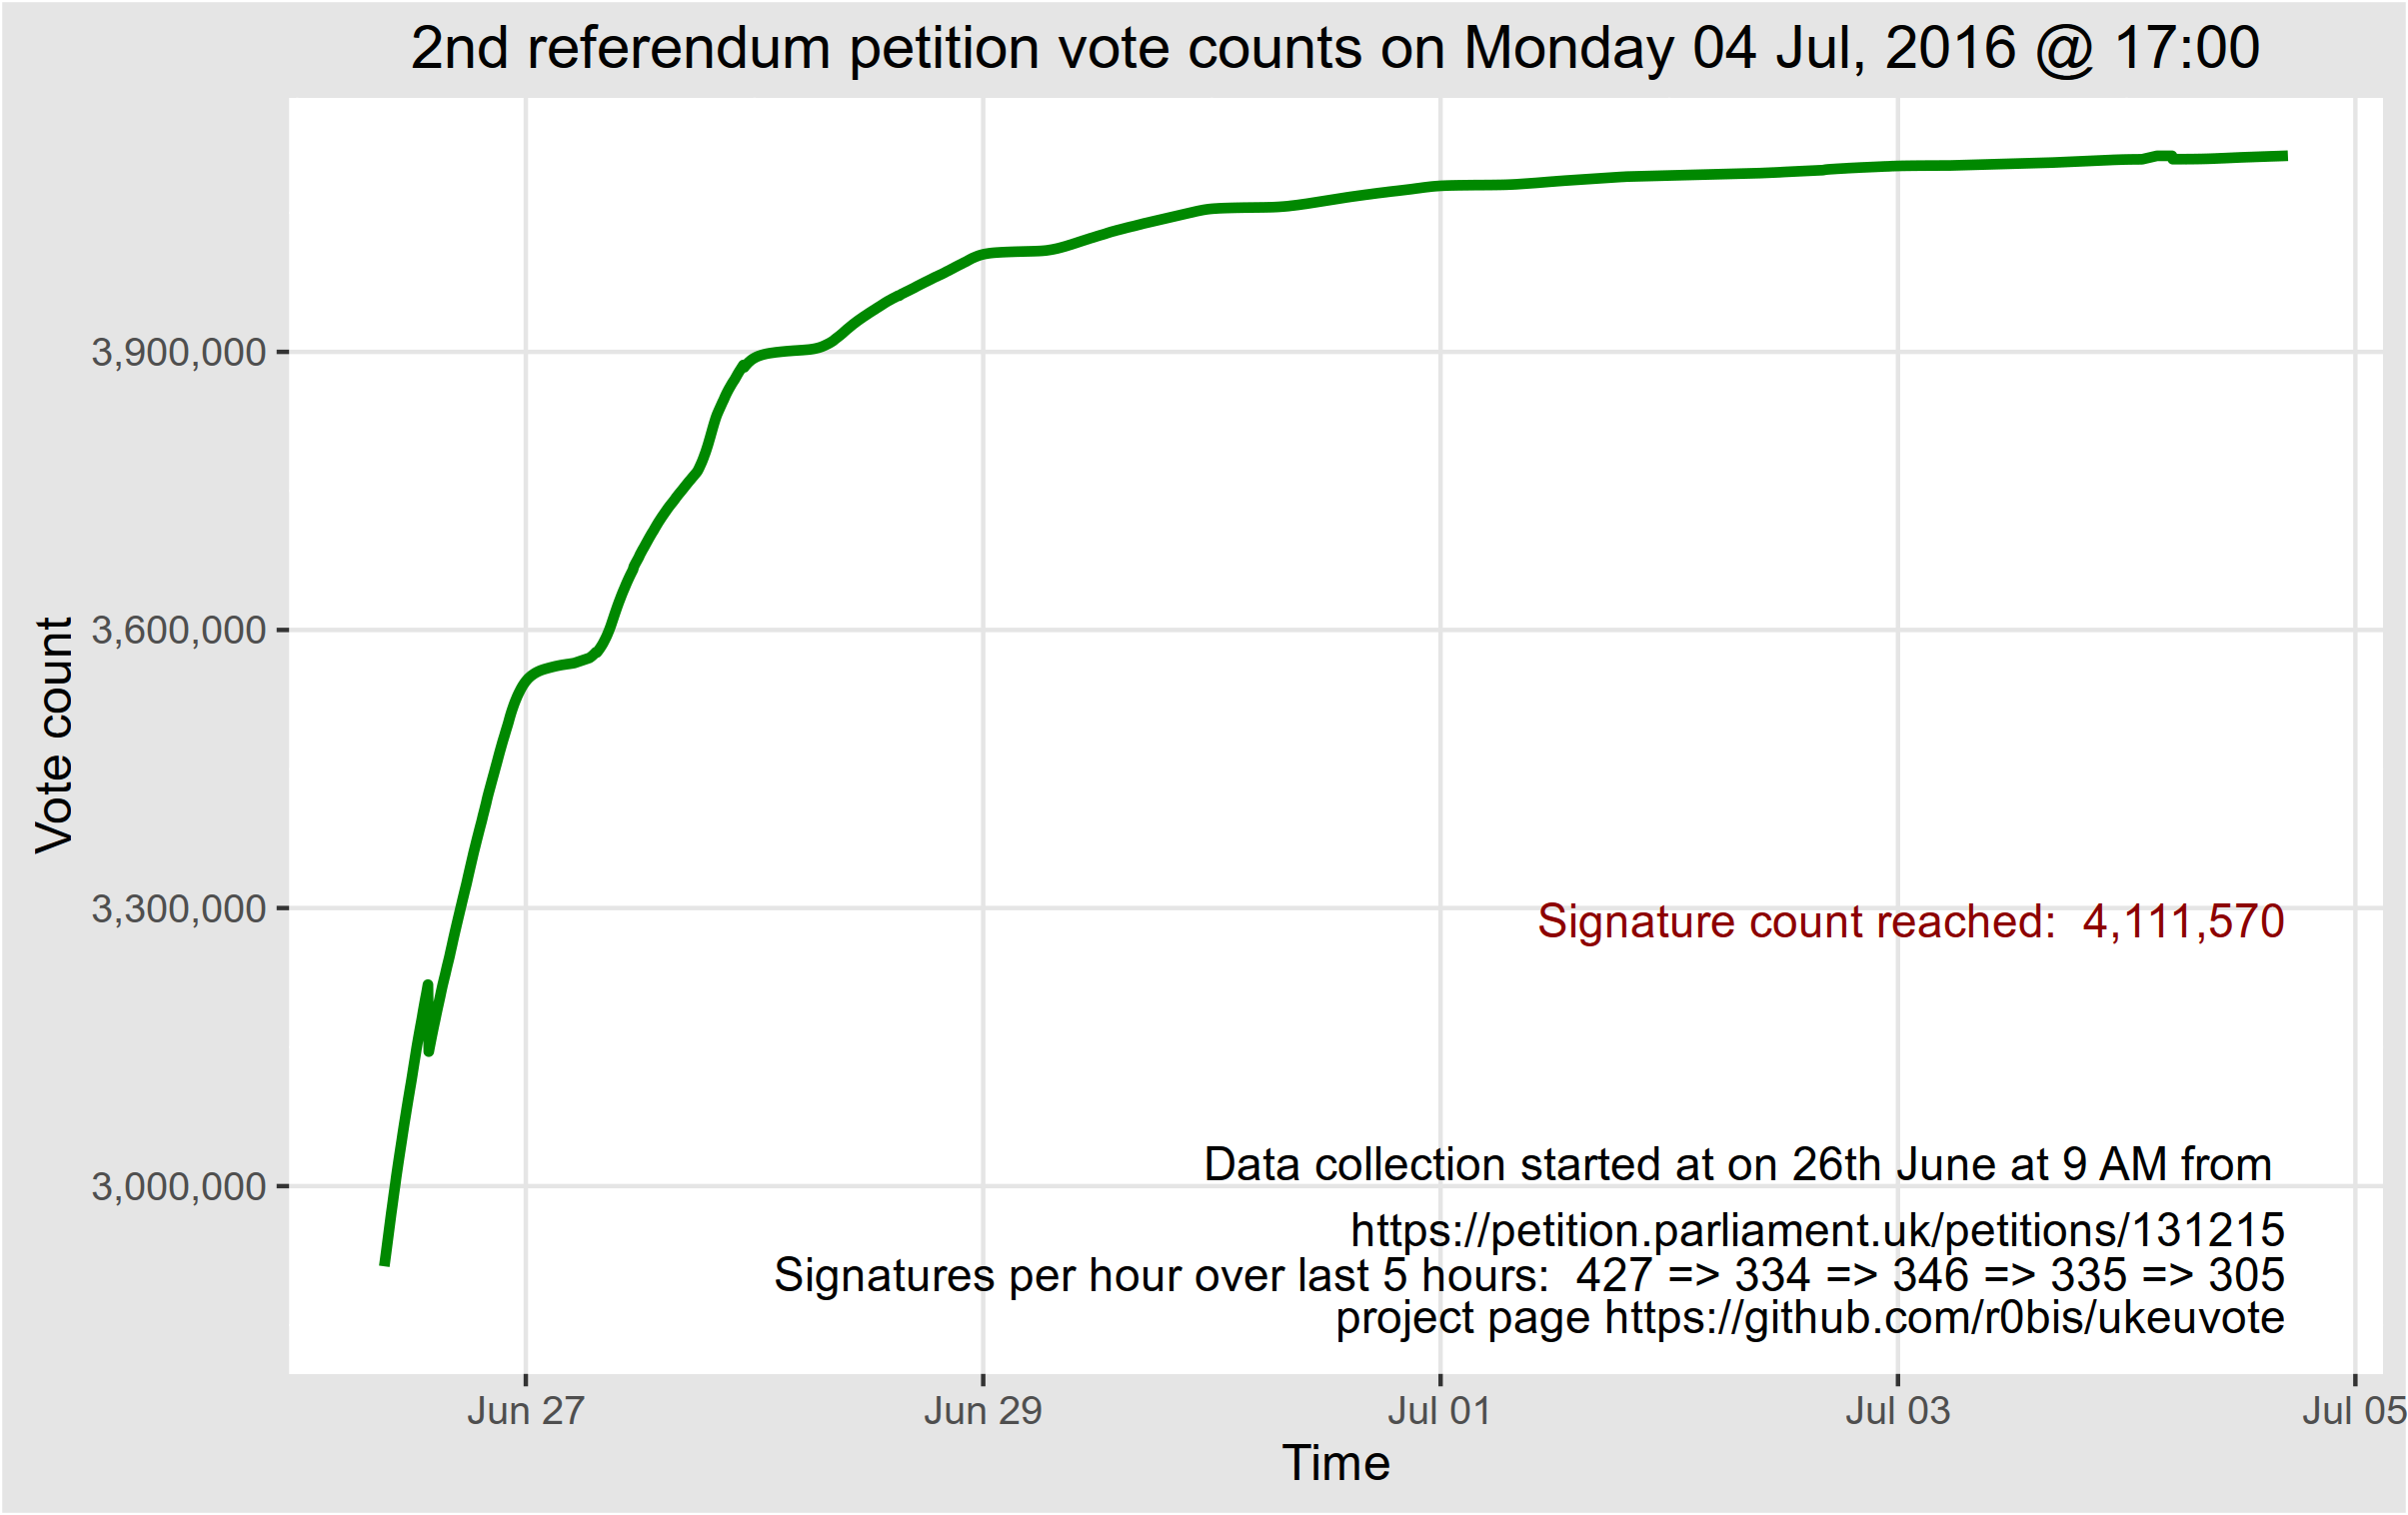 2nd referendum petition vote counts on Monday 04 Jul, 2016 @ 17:00
Vote count
3,900,000
3,600,000
3,300,000
3,000,000
Signature count reached:  4,111,570
Data collection started at on 26th June at 9 AM from
https://petition.parliament.uk/petitions/131215
Signatures per hour over last 5 hours:  427 => 334 => 346 => 335 => 305
project page https://github.com/r0bis/ukeuvote
Jun 27
Jun 29
Jul 01
Jul 03
Jul 05
Time